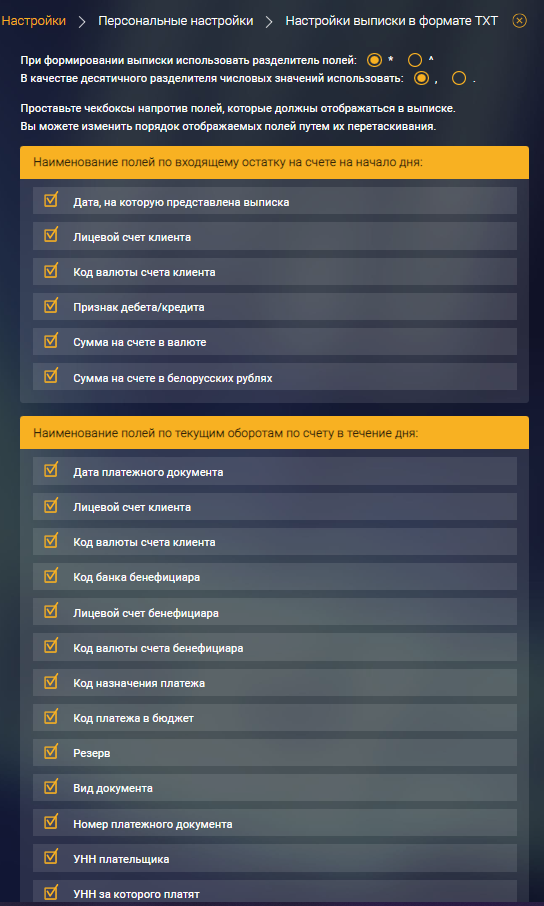 Настройки > Персональные настройки > Настройки выписки в формате TXT
При формировании выписки использовать разделитель полей: * ^
В качестве десятичного разделителя числовых значений использовать: , .
Проставьте чекбоксы напротив полей, которые должны отображаться в выписке.
Вы можете изменить порядок отображаемых полей путем их перетаскивания.
Наименование полей по входящему остатку на счете на начало дня:
Дата, на которую представлена выписка
Лицевой счет клиента
Код валюты счета клиента
Признак дебета/кредита
Сумма на счете в валюте
Сумма на счете в белорусских рублях
Наименование полей по текущим оборотам по счету в течение дня:
Дата платежного документа
Лицевой счет клиента
Код валюты счета клиента
Код банка бенефициара
Лицевой счет бенефициара
Код валюты счета бенефициара
Код назначения платежа
Код платежа в бюджет
Резерв
Вид документа
Номер платежного документа
УНН плательщика
УНН за которого платят